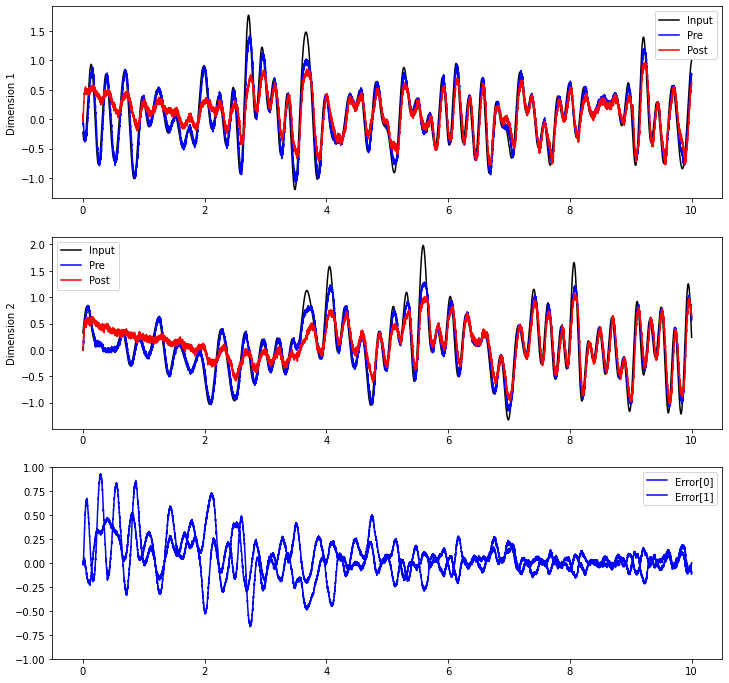 1.5
1.0
0.5
0.0
−0.5
−1.0
Dimension 1
Input
Pre
Post
0 2 4 6 8 10
2.0
1.5
1.0
0.5
0.0
−0.5
−1.0
Dimension 2
Input
Pre
Post
0 2 4 6 8 10
1.00
0.75
0.50
0.25
0.00
−0.25
−0.50
−0.75
−1.00
Error[0]
Error[1]
0 2 4 6 8 10